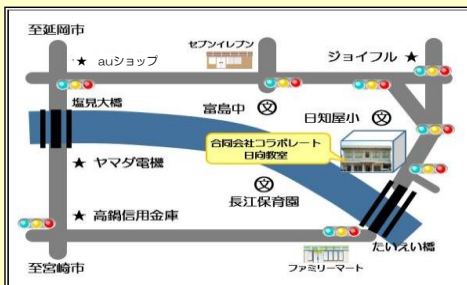 至延岡市
★ auショップ
セブンイレブン
ジョイフル ★
塩見大橋
富島中 文
日知屋小 文
合同会社コラボレート
日向教室
★ ヤマダ電機
文
長江保育園
★ 高鍋信用金庫
たいえい橋
至宮崎市
ファミリーマート